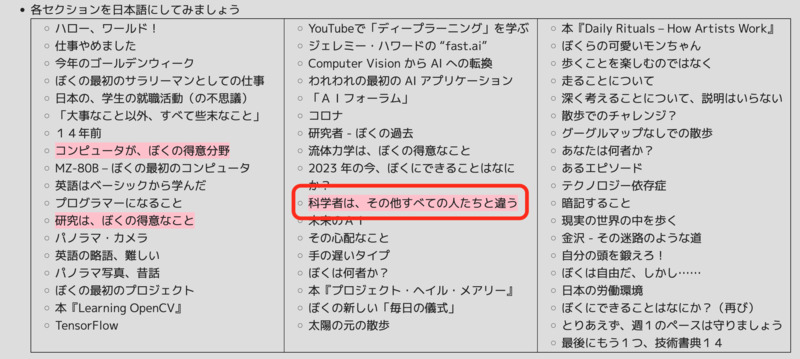 各セクションを日本語にしてみましょう
ハロー、ワールド！
仕事やめました
今年のゴールデンウィーク
ぼくの最初のサラリーマンとしての仕事
日本の、学生の就職活動（の不思議）
「大事なこと以外、すべて些末なこと」
１４年前
コンピュータが、ぼくの得意分野
MZ-80B – ぼくの最初のコンピュータ
英語はベーシックから学んだ
プログラマーになること
研究は、ぼくの得意なこと
パノラマ・カメラ
英語の略語、難しい
パノラマ写真、昔話
ぼくの最初のプロジェクト
本『Learning OpenCV』
TensorFlow
YouTubeで「ディープラーニング」を学ぶ
ジェレミー・ハワードの “fast.ai”
Computer Vision から AI への転換
われわれの最初の AI アプリケーション
「ＡＩフォーラム」
コロナ
研究者 - ぼくの過去
流体力学は、ぼくの得意なこと
2023 年の今、ぼくにできることはなに
か？
科学者は、その他すべての人たちと違う
未来のＡＩ
その心配なこと
手の遅いタイプ
ぼくは何者か？
本『プロジェクト・ヘイル・メアリー』
ぼくの新しい「毎日の儀式」
太陽の元の散歩
本『Daily Rituals – How Artists Work』
ぼくらの可愛いモンちゃん
歩くことを楽しむのではなく
走ることについて
深く考えることについて、説明はいらない
散歩でのチャレンジ？
グーグルマップなしでの散歩
あなたは何者か？
あるエピソード
テクノロジー依存症
暗記すること
現実の世界の中を歩く
金沢 - その迷路のような道
自分の頭を鍛えろ！
ぼくは自由だ、しかし……
日本の労働環境
ぼくにできることはなにか？（再び）
とりあえず、週１のペースは守りましょう
最後にもう１つ、技術書典１４